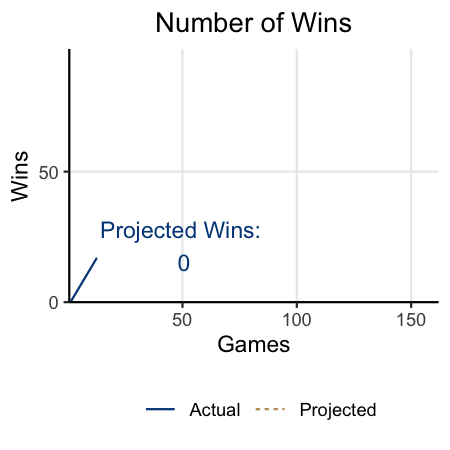 Number of Wins
Wins
50
0
Projected Wins:
0
50
100
150
Games
Actual
Projected